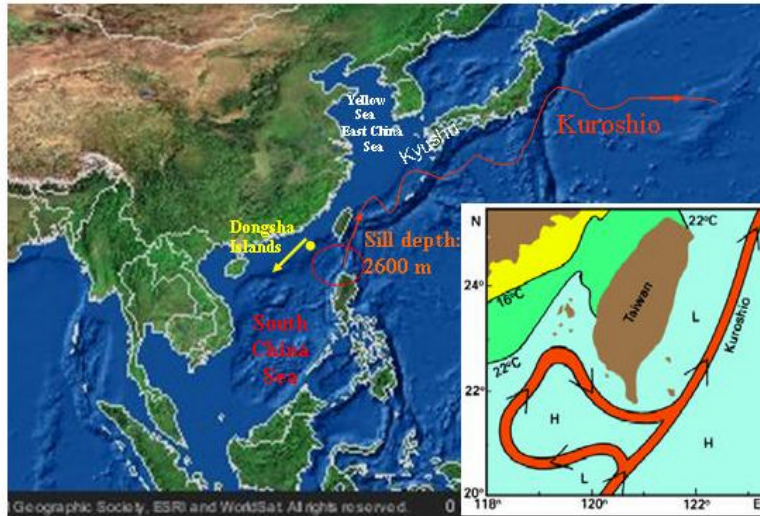 Yellow
Sea
East China
Sea
Kyushu
Kuroshio
Dongsha
Islands
Sill depth:
2600 m
South
China
Sea
l Geographic Society, ESRI and WorldSat. All rights reserved. 0
N
22°C
24°
16°C
Taiwan
L
Kuroshio
22°C
22°
H
H
L
20°
118°
120°
122°
E